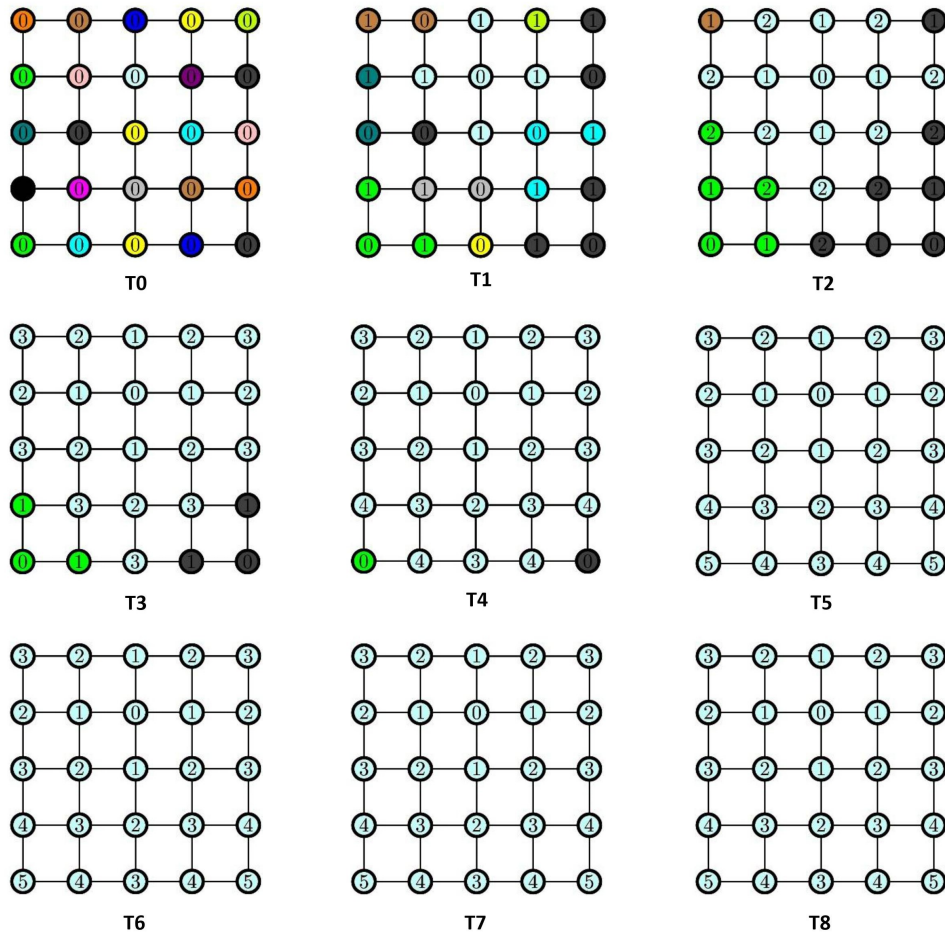 0 0 0 0 0
0 0 0 0 0
0 0 0 0 0
0 0 0 0
0 0 0 0 0
T0
1 0 1 1 1
1 1 0 1 0
0 0 1 0 1
1 1 0 1 1
0 1 0 1 0
T1
1 2 1 2 1
2 1 0 1 2
2 2 1 2 2
1 2 2 2 1
0 1 2 1 0
T2
3 2 1 2 3
2 1 0 1 2
3 2 1 2 3
1 3 2 3 1
0 1 3 1 0
T3
3 2 1 2 3
2 1 0 1 2
3 2 1 2 3
4 3 2 3 4
0 4 3 4 0
T4
3 2 1 2 3
2 1 0 1 2
3 2 1 2 3
4 3 2 3 4
5 4 3 4 5
T5
3 2 1 2 3
2 1 0 1 2
3 2 1 2 3
4 3 2 3 4
5 4 3 4 5
T6
3 2 1 2 3
2 1 0 1 2
3 2 1 2 3
4 3 2 3 4
5 4 3 4 5
T7
3 2 1 2 3
2 1 0 1 2
3 2 1 2 3
4 3 2 3 4
5 4 3 4 5
T8